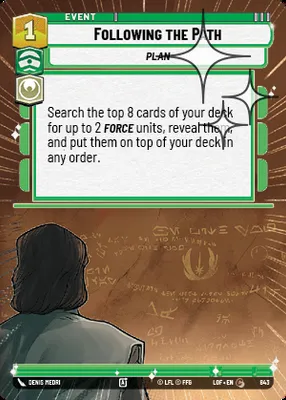 1
EVENT
FOLLOWING THE PATH
PLAN
Search the top 8 cards of your deck
for up to 2 FORCE units, reveal them,
and put them on top of your deck in
any order.
DENIS MEDRI
© LFL © FFG
LOF • EN
843